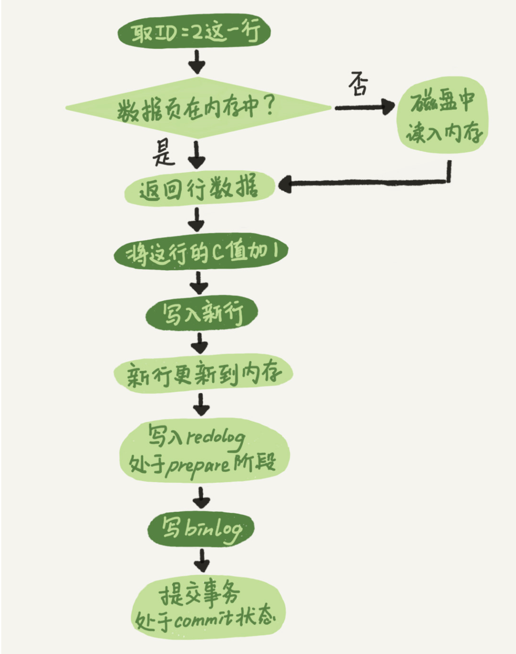 取ID=2这一行
数据页在内存中？
否
磁盘中
读入内存
是
返回行数据
将这行的C值加1
写入新行
新行更新到内存
写入redolog
处于prepare阶段
写binlog
提交事务
处于commit状态